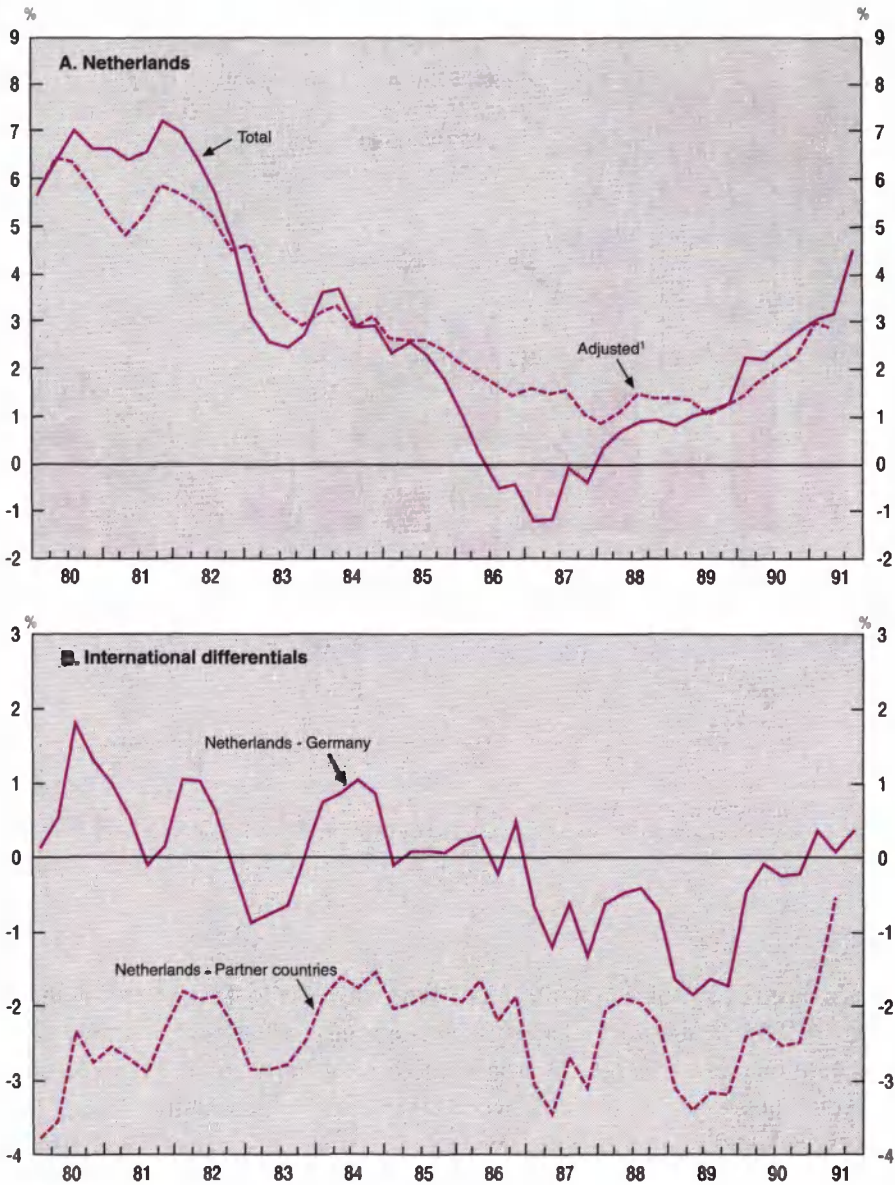 % %
9 9
A. Netherlands
8 8
7 7
Total
6 6
5 5
4 4
3 3
Adjusted¹
2 2
1 1
0 0
-1 -1
-2 -2
80 81 82 83 84 85 86 87 88 89 90 91
% %
3 3
B. International differentials
2 2
Netherlands - Germany
1 1
0 0
-1 -1
Netherlands - Partner countries
-2 -2
-3 -3
-4 -4
80 81 82 83 84 85 86 87 88 89 90 91